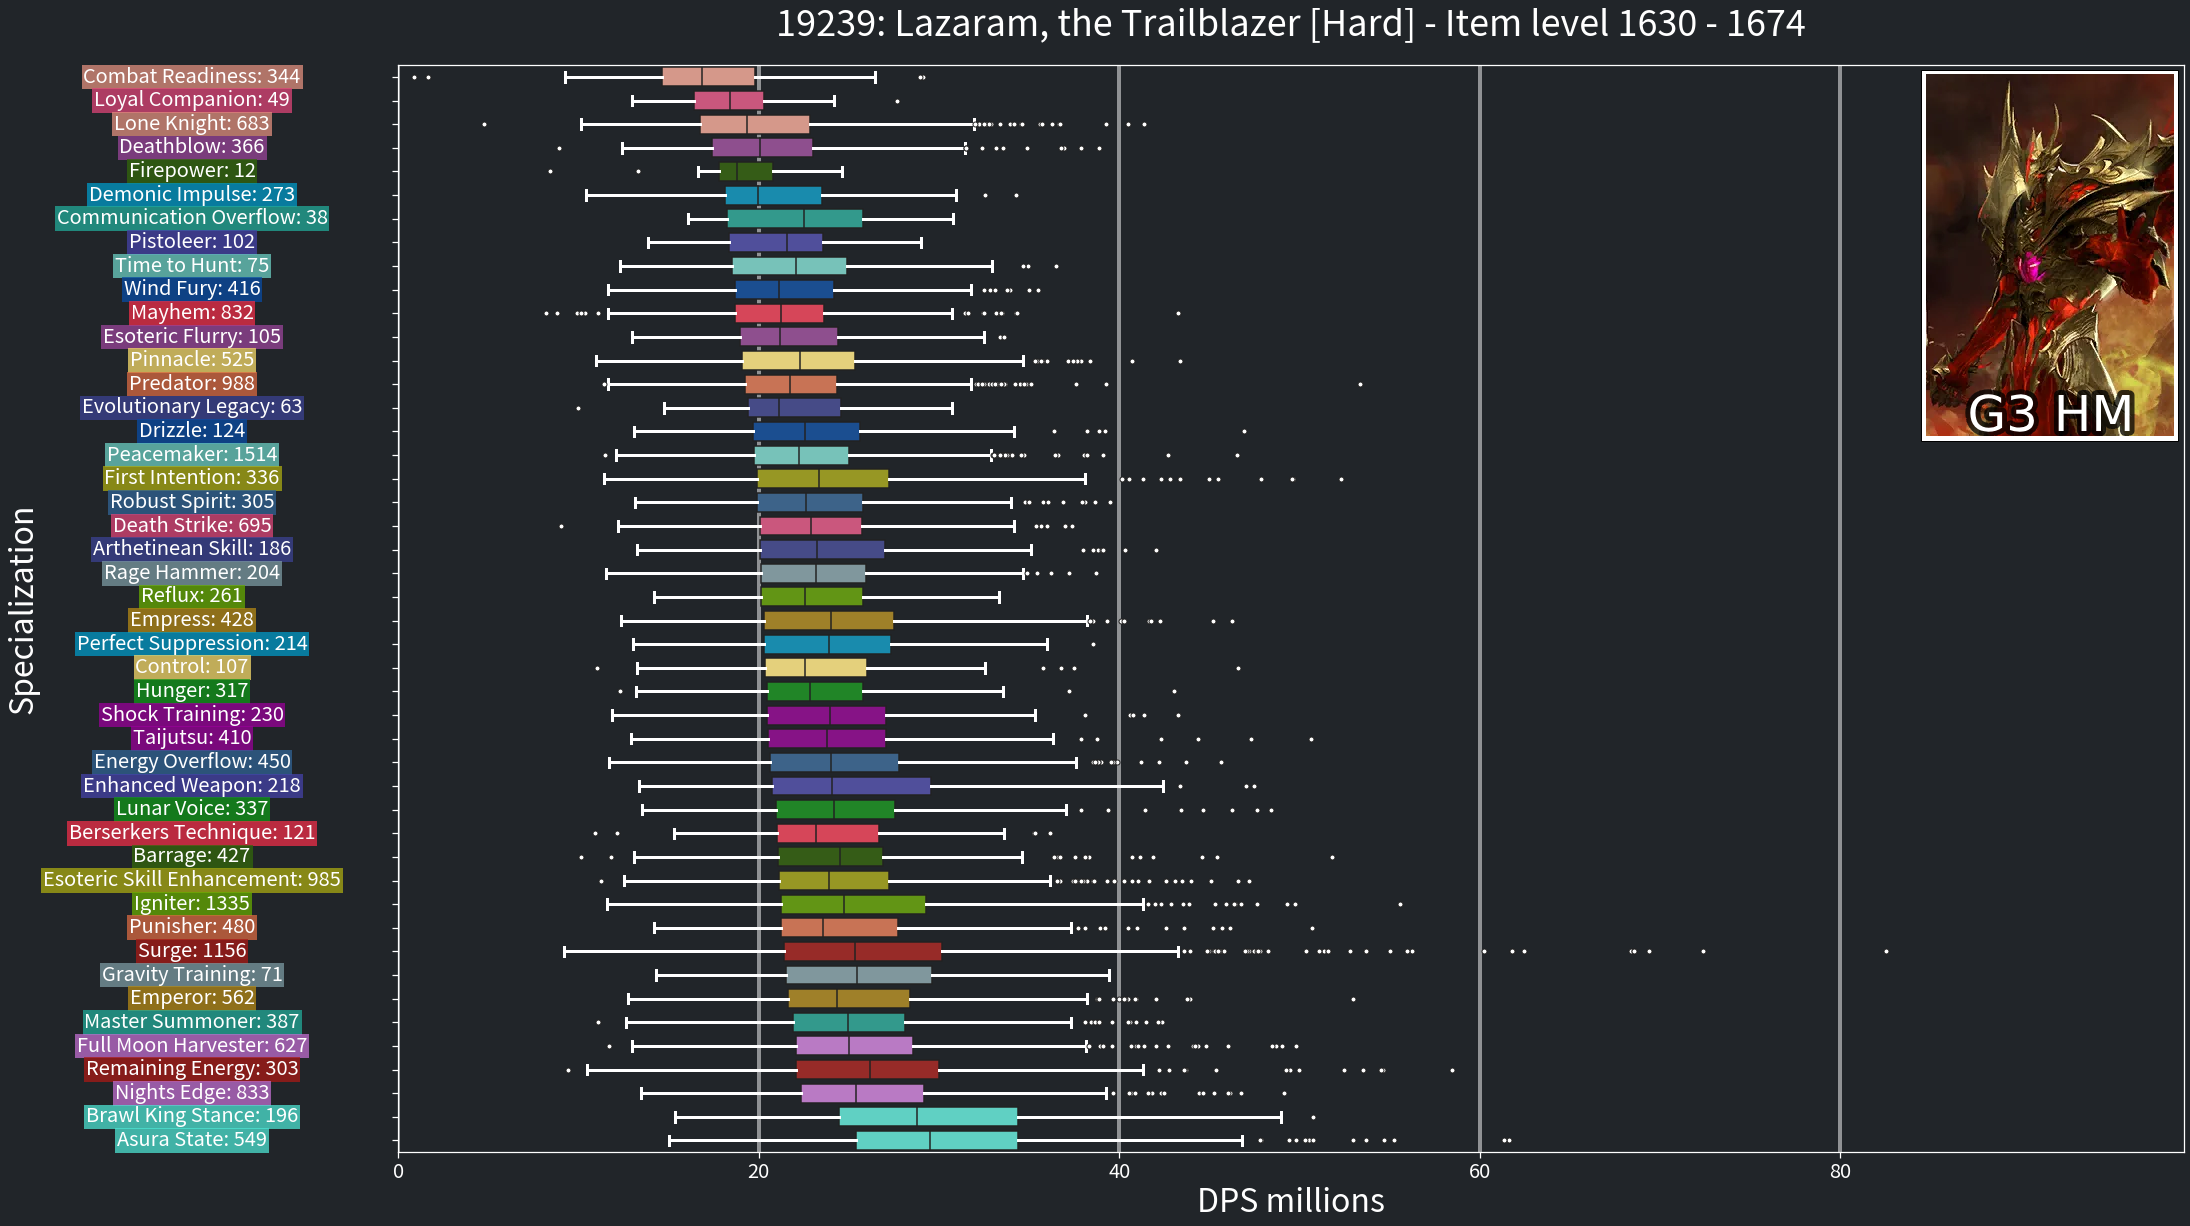 19239: Lazaram, the Trailblazer [Hard] - Item level 1630 - 1674
Combat Readiness: 344
Loyal Companion: 49
Lone Knight: 683
Deathblow: 366
Firepower: 12
Demonic Impulse: 273
Communication Overflow: 38
Pistoleer: 102
Time to Hunt: 75
Wind Fury: 416
Mayhem: 832
Esoteric Flurry: 105
Pinnacle: 525
Predator: 988
Evolutionary Legacy: 63
Drizzle: 124
Peacemaker: 1514
First Intention: 336
Robust Spirit: 305
Death Strike: 695
Arthetinean Skill: 186
Rage Hammer: 204
Reflux: 261
Empress: 428
Perfect Suppression: 214
Control: 107
Hunger: 317
Shock Training: 230
Taijutsu: 410
Energy Overflow: 450
Enhanced Weapon: 218
Lunar Voice: 337
Berserkers Technique: 121
Barrage: 427
Esoteric Skill Enhancement: 985
Igniter: 1335
Punisher: 480
Surge: 1156
Gravity Training: 71
Emperor: 562
Master Summoner: 387
Full Moon Harvester: 627
Remaining Energy: 303
Nights Edge: 833
Brawl King Stance: 196
Asura State: 549
Specialization
G3 HM
0 20 40 60 80
DPS millions